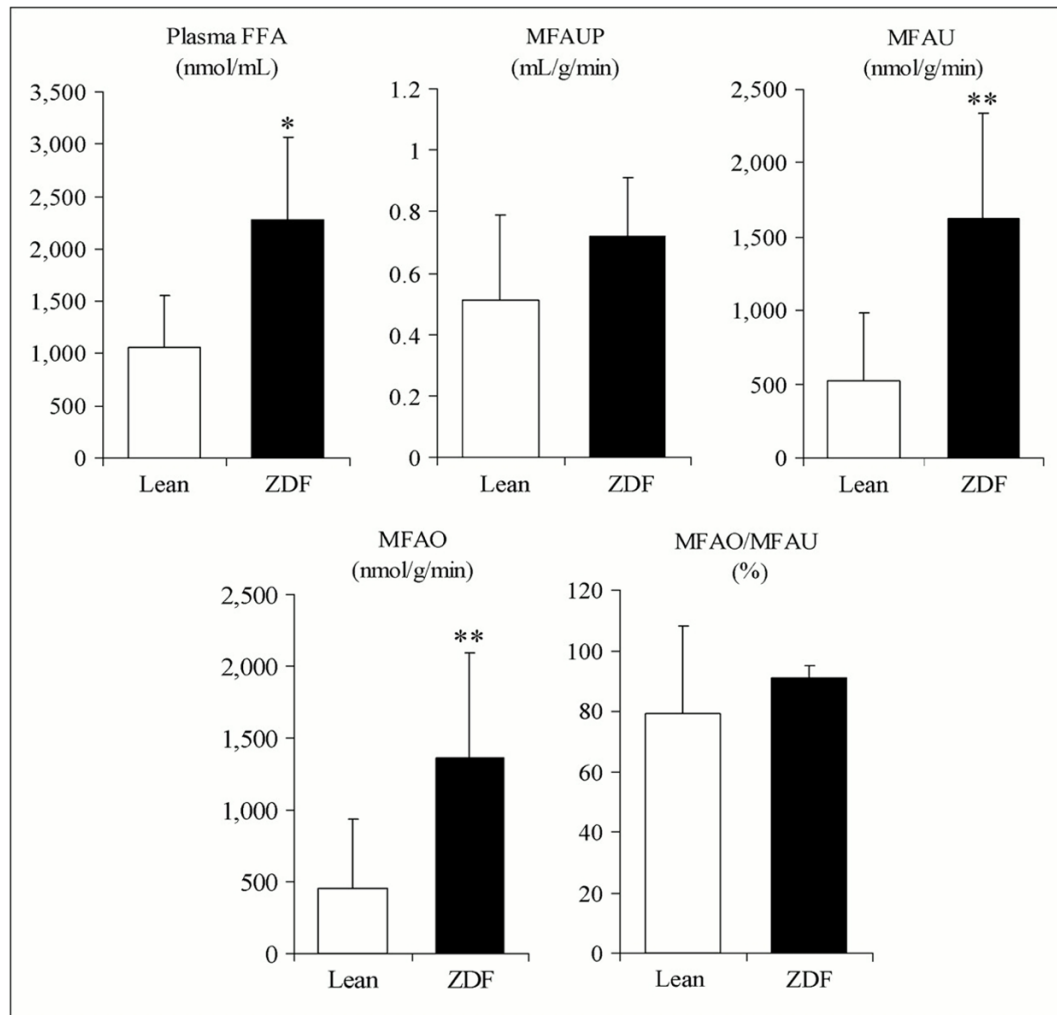 Plasma FFA
(nmol/mL)
3,500
3,000
2,500
2,000
1,500
1,000
500
0
*
Lean ZDF
MFAUP
(mL/g/min)
1.2
1
0.8
0.6
0.4
0.2
0
Lean ZDF
MFAU
(nmol/g/min)
2,500
2,000
1,500
1,000
500
0
**
Lean ZDF
MFAO
(nmol/g/min)
2,500
2,000
1,500
1,000
500
0
**
Lean ZDF
MFAO/MFAU
(%)
120
100
80
60
40
20
0
Lean ZDF